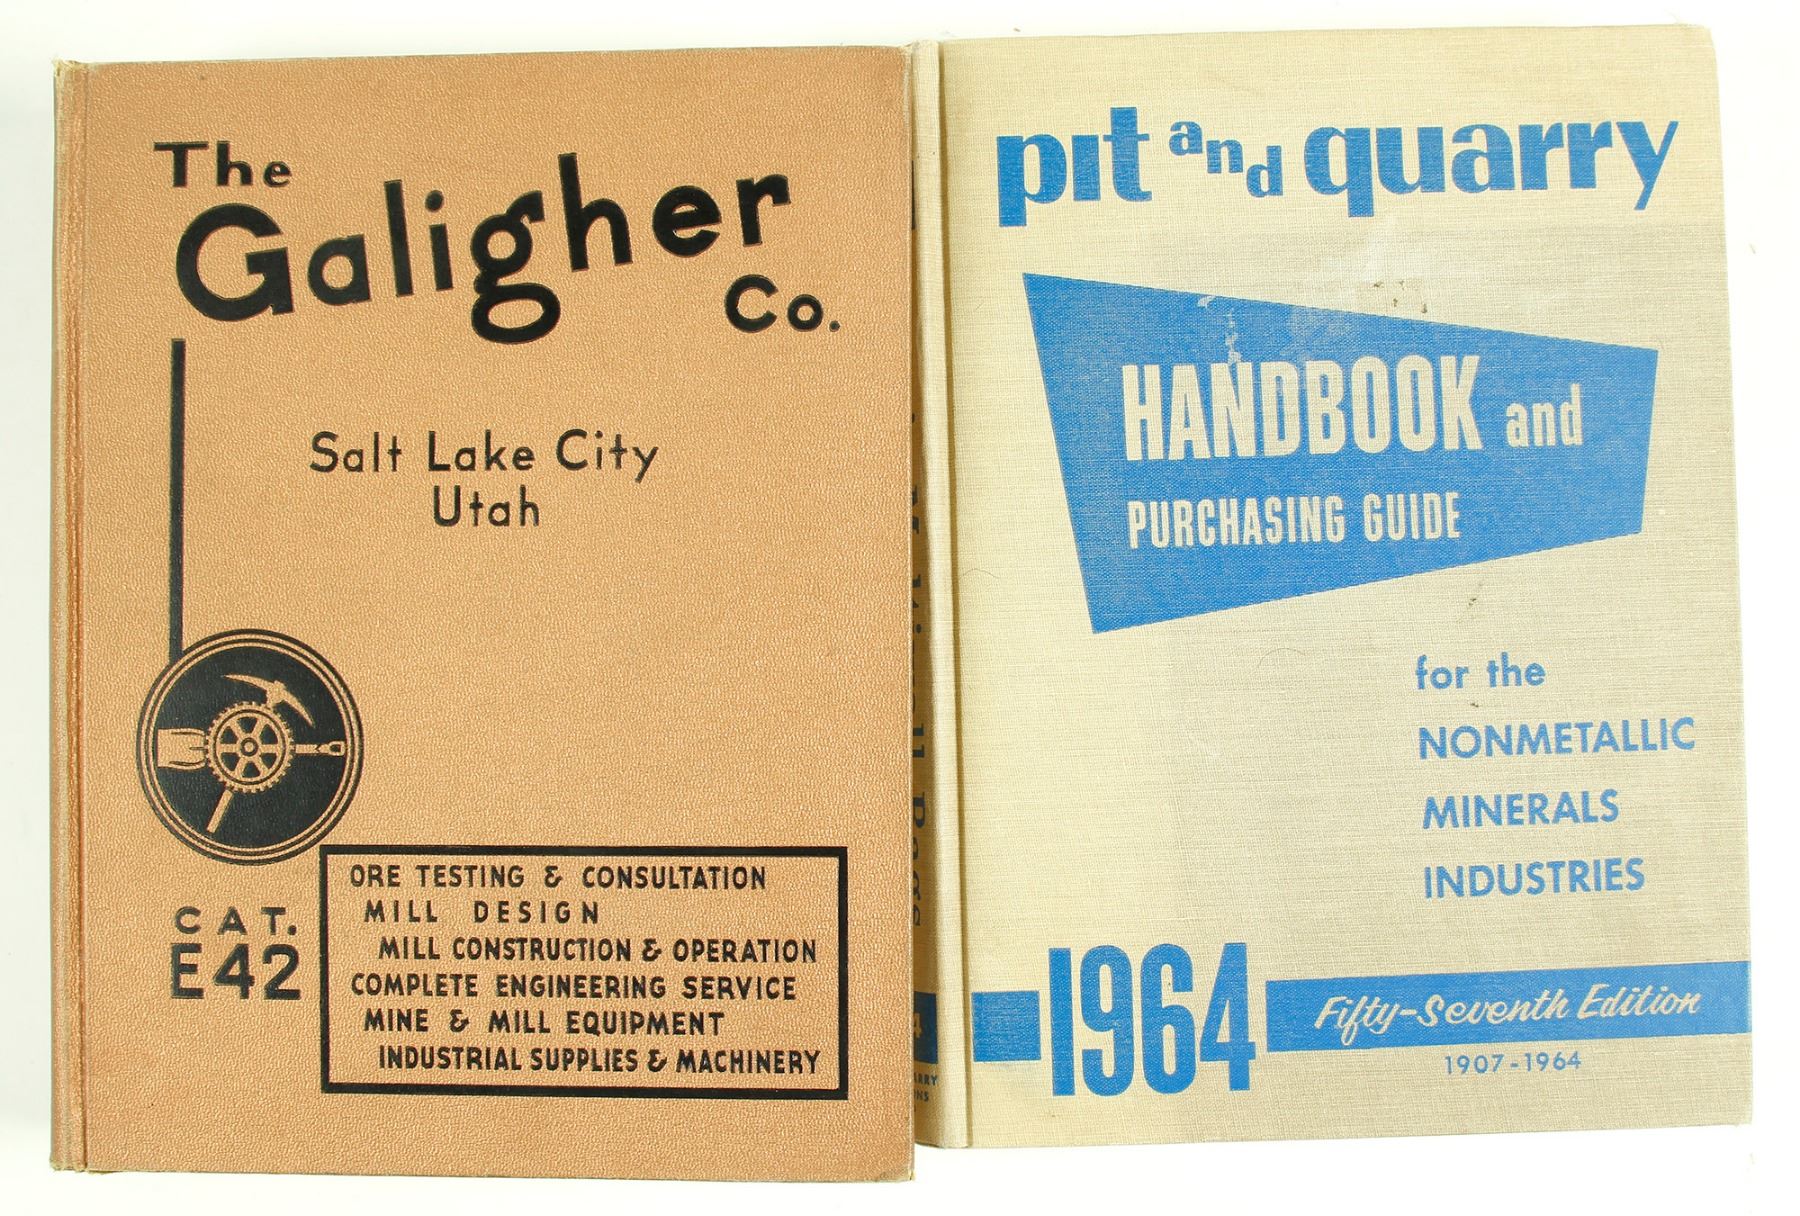 The
Galigher
Co.
Salt Lake City
Utah
CAT.
E42
ORE TESTING & CONSULTATION
MILL DESIGN
MILL CONSTRUCTION & OPERATION
COMPLETE ENGINEERING SERVICE
MINE & MILL EQUIPMENT
INDUSTRIAL SUPPLIES & MACHINERY
pit and quarry
HANDBOOK and
PURCHASING GUIDE
for the
NONMETALLIC
MINERALS
INDUSTRIES
1964
Fifty-Seventh Edition
1907-1964